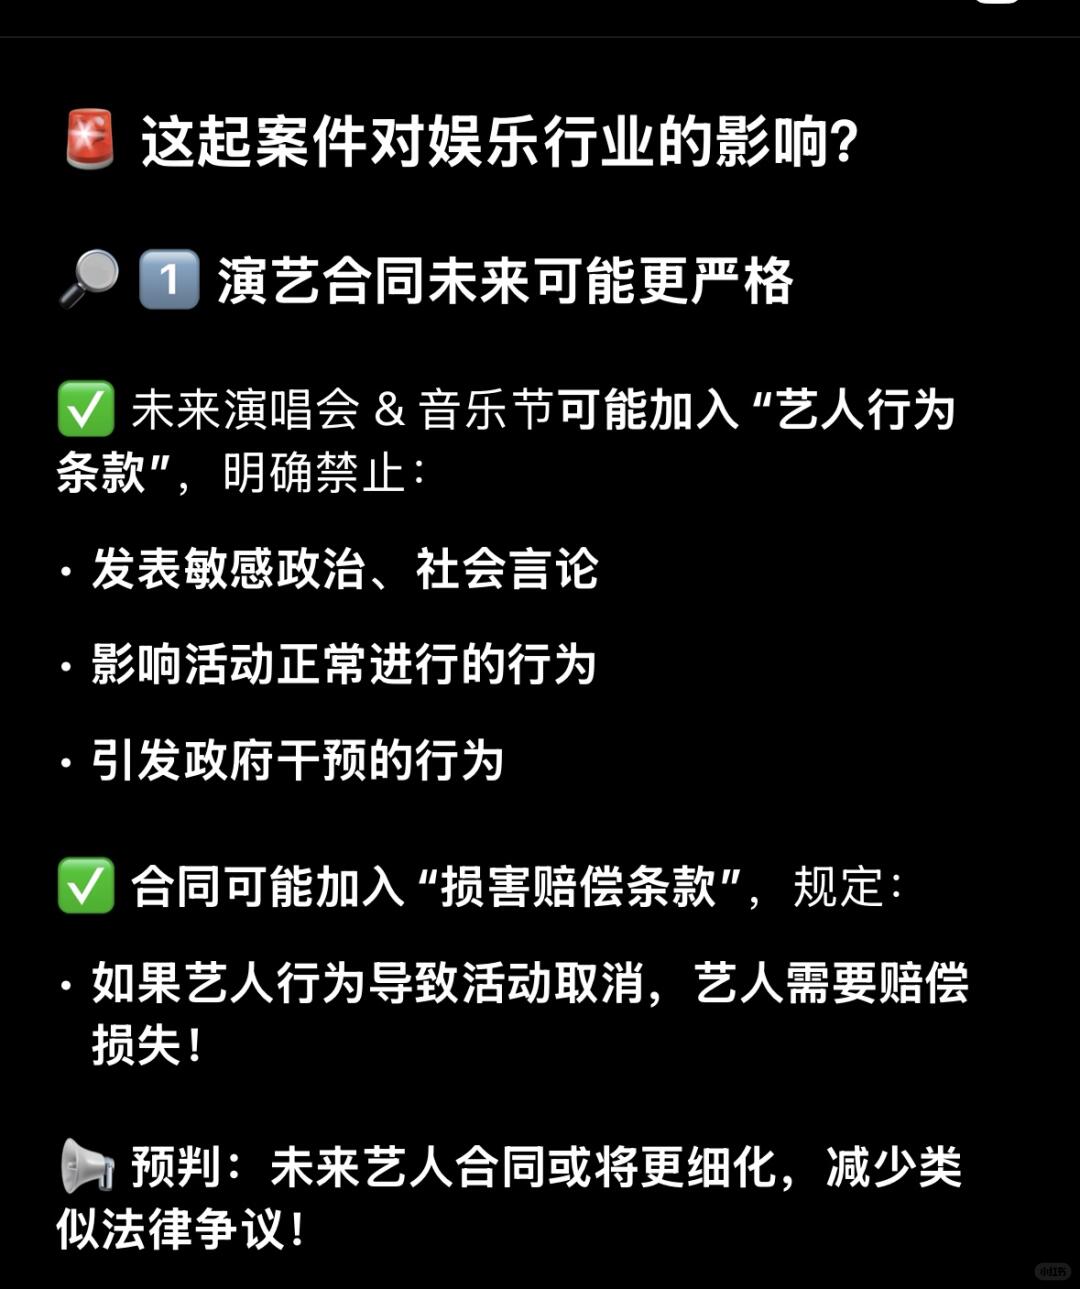 🚨 这起案件对娱乐行业的影响?
🔎 1️⃣ 演艺合同未来可能更严格
✅ 未来演唱会 & 音乐节可能加入 “艺人行为
条款”，明确禁止：
• 发表敏感政治、社会言论
• 影响活动正常进行的行为
• 引发政府干预的行为
✅ 合同可能加入 “损害赔偿条款”，规定：
• 如果艺人行为导致活动取消，艺人需要赔偿
损失！
📢 预判：未来艺人合同或将更细化，减少类
似法律争议！
小红书